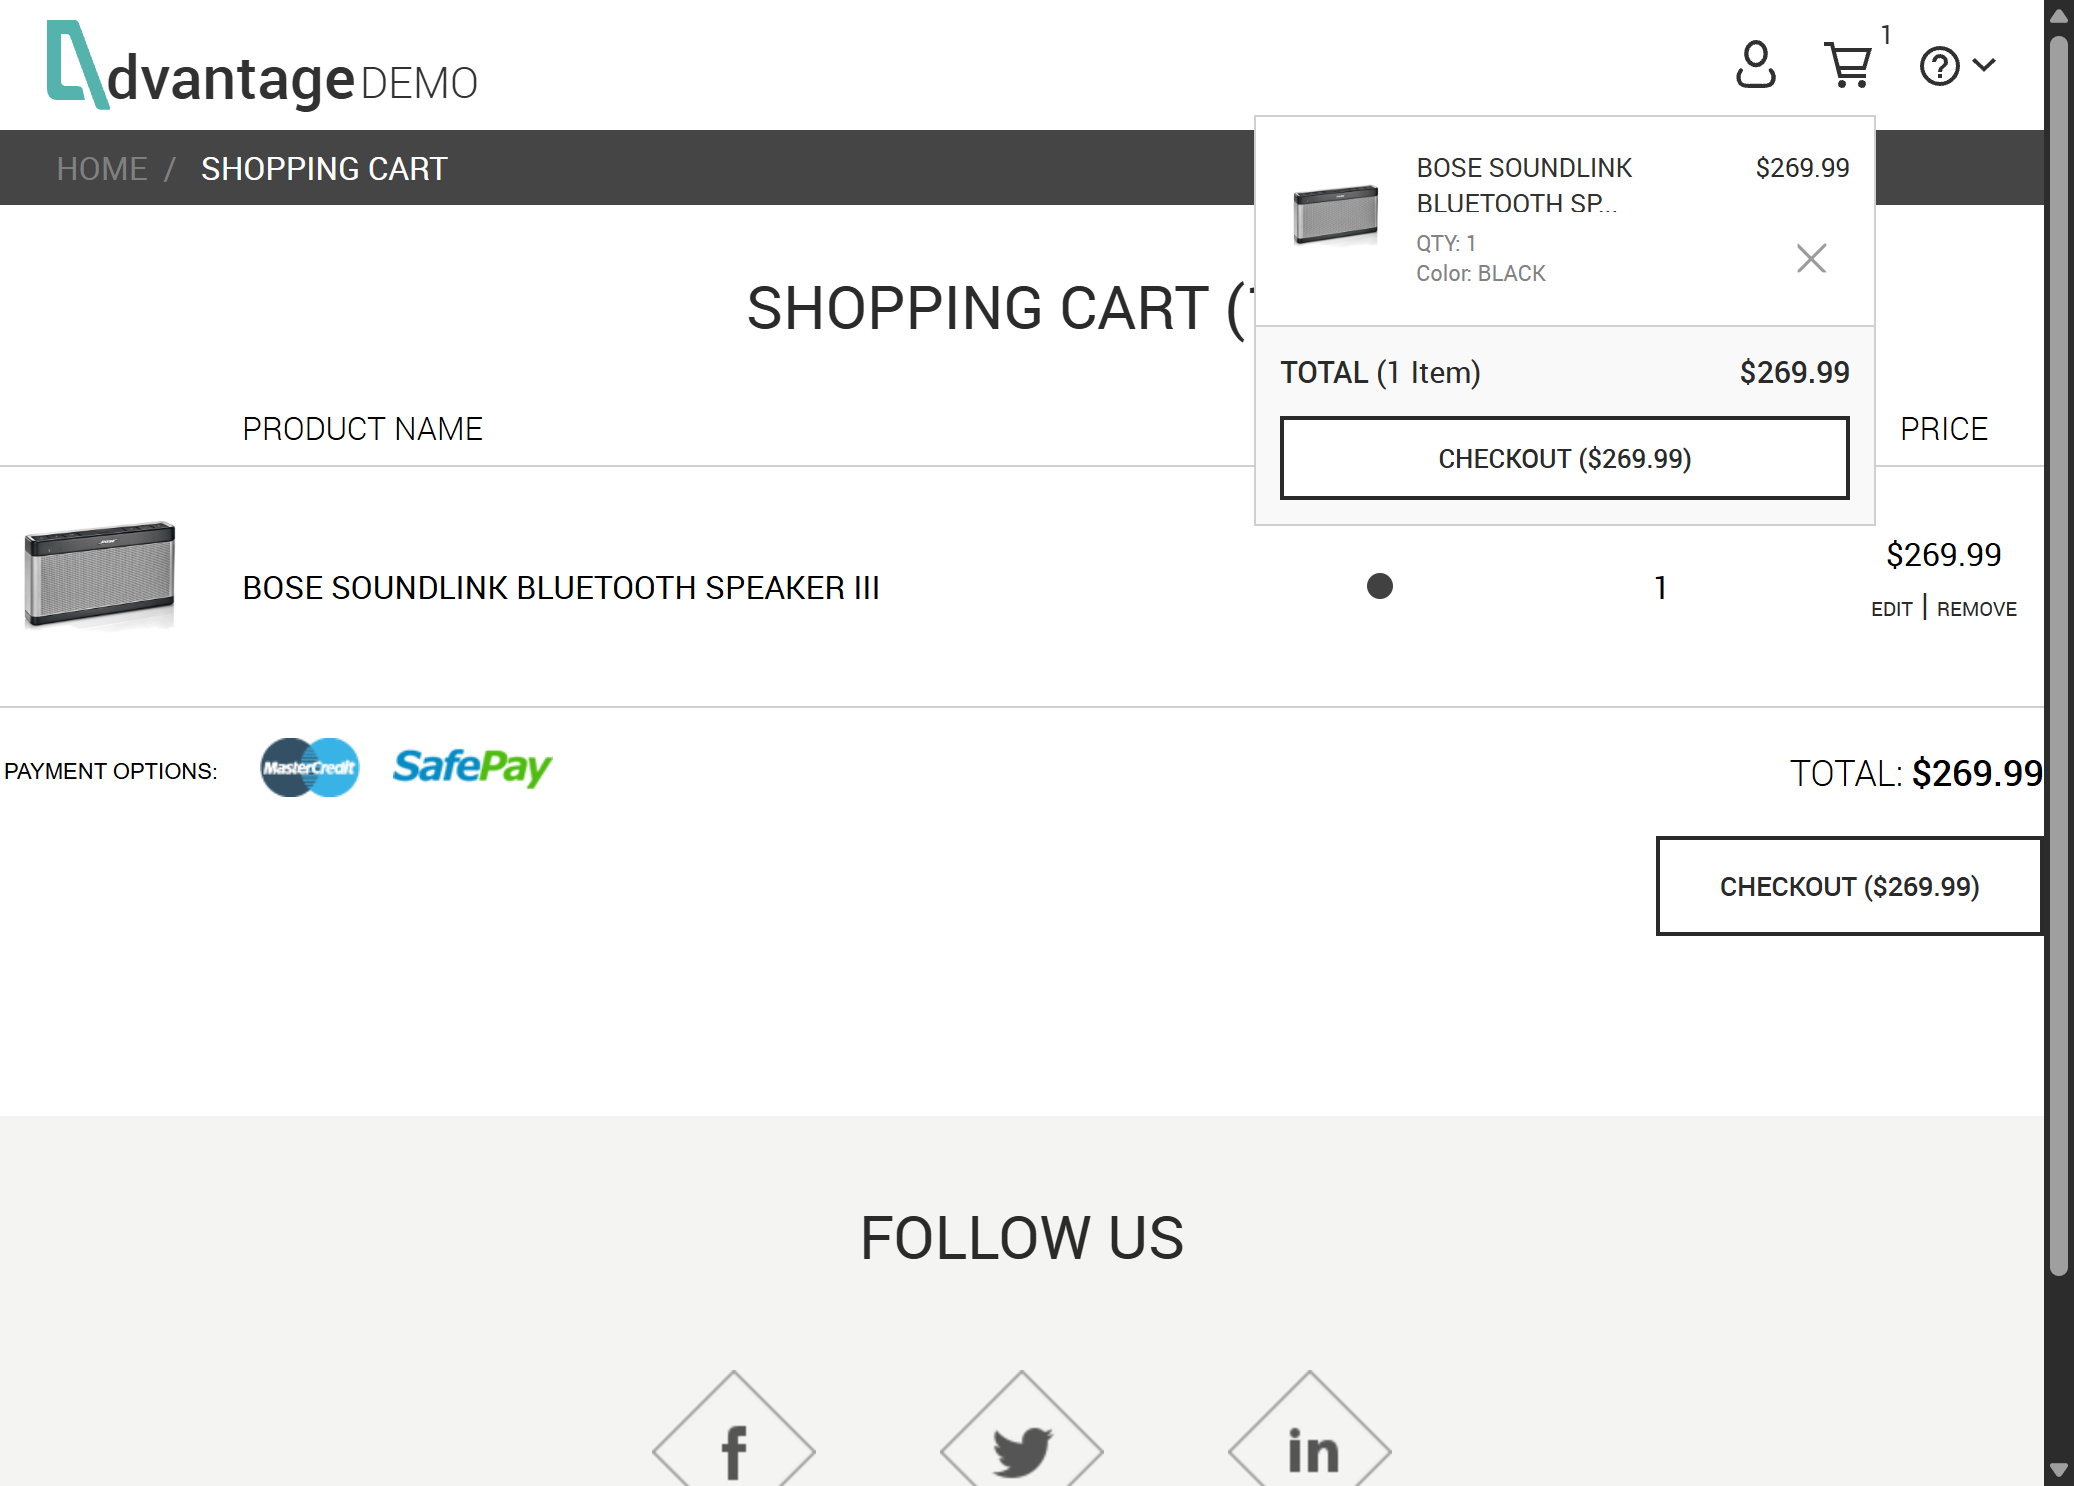 dvantage DEMO
1
HOME / SHOPPING CART
BOSE SOUNDLINK
BLUETOOTH SP...
$269.99
QTY: 1
Color: BLACK
TOTAL (1 Item) $269.99
CHECKOUT ($269.99)
SHOPPING CART (
PRODUCT NAME
PRICE
BOSE SOUNDLINK BLUETOOTH SPEAKER III
1
$269.99
EDIT | REMOVE
PAYMENT OPTIONS:
MasterCredit
SafePay
TOTAL: $269.99
CHECKOUT ($269.99)
FOLLOW US
f
in